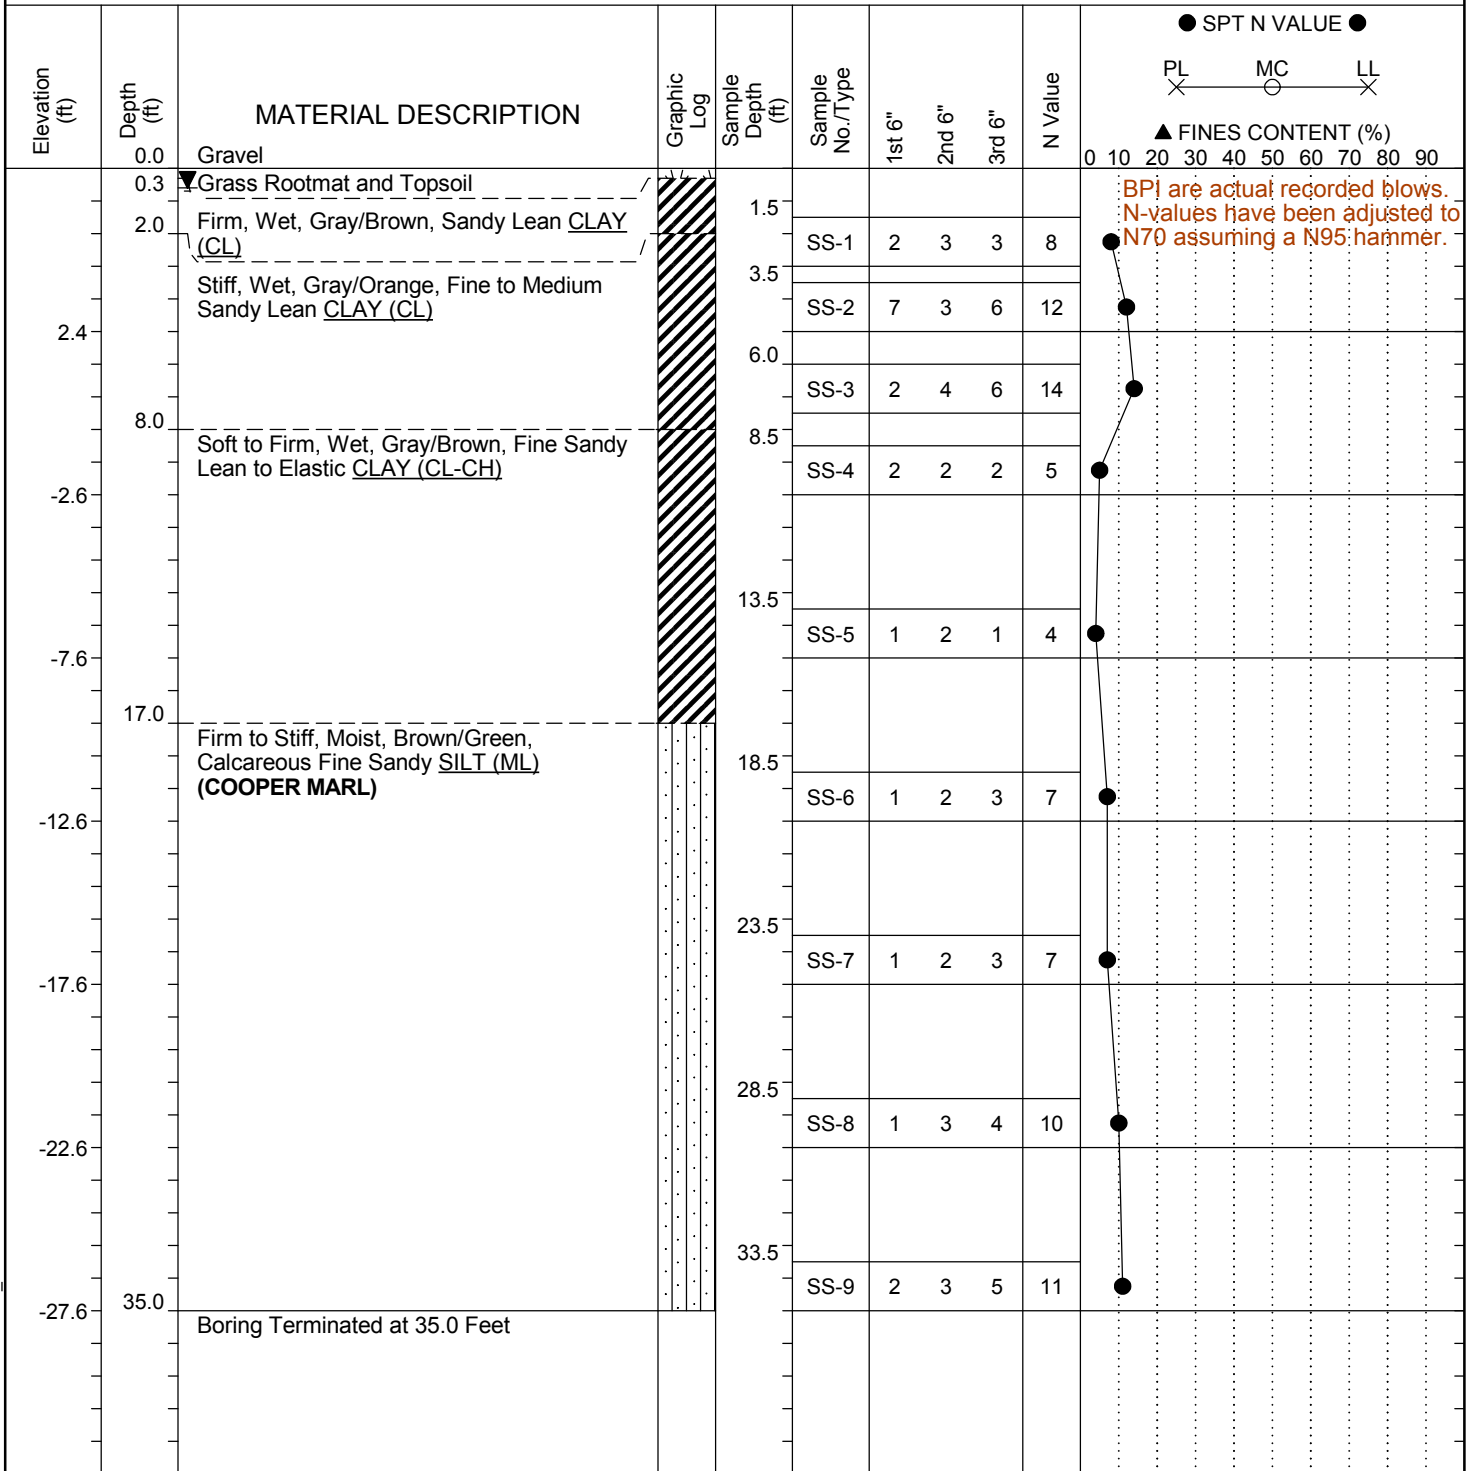 ● SPT N VALUE ●
PL MC LL
▲ FINES CONTENT (%)
0 10 20 30 40 50 60 70 80 90
Elevation (ft)
Depth (ft)
MATERIAL DESCRIPTION
Graphic Log
Sample Depth (ft)
Sample No./Type
1st 6"
2nd 6"
3rd 6"
N Value
0.0 Gravel
0.3 Grass Rootmat and Topsoil
BPI are actual recorded blows.
N-values have been adjusted to
N70 assuming a N95 hammer.
1.5
2.0 Firm, Wet, Gray/Brown, Sandy Lean CLAY
(CL)
SS-1 2 3 3 8
3.5
Stiff, Wet, Gray/Orange, Fine to Medium
Sandy Lean CLAY (CL)
SS-2 7 3 6 12
2.4
6.0
SS-3 2 4 6 14
8.0
8.5
Soft to Firm, Wet, Gray/Brown, Fine Sandy
Lean to Elastic CLAY (CL-CH)
SS-4 2 2 2 5
-2.6
13.5
SS-5 1 2 1 4
-7.6
17.0
Firm to Stiff, Moist, Brown/Green,
Calcareous Fine Sandy SILT (ML)
(COOPER MARL)
18.5
SS-6 1 2 3 7
-12.6
23.5
SS-7 1 2 3 7
-17.6
28.5
SS-8 1 3 4 10
-22.6
33.5
SS-9 2 3 5 11
-27.6 35.0
Boring Terminated at 35.0 Feet